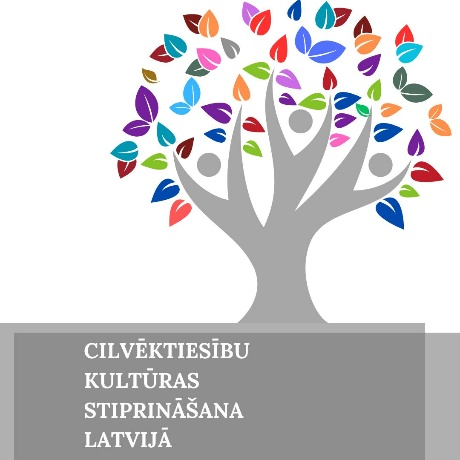 CILVĒKTIESĪBU
KULTŪRAS
STIPRINĀŠANA
LATVIJĀ